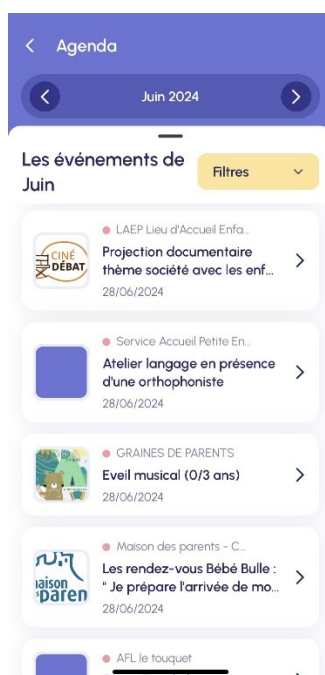 Agenda
Juin 2024
Les événements de
Juin
Filtres
LAEP Lieu d'Accueil Enfa...
CINÉ
DÉBAT
Projection documentaire
thème société avec les enf...
28/06/2024
Service Accueil Petite En...
Atelier langage en présence
d'une orthophoniste
28/06/2024
GRAINES DE PARENTS
Eveil musical (0/3 ans)
28/06/2024
Maison des parents - C...
maison
paren
Les rendez-vous Bébé Bulle :
" Je prépare l'arrivée de mo...
28/06/2024
AFL le touquet